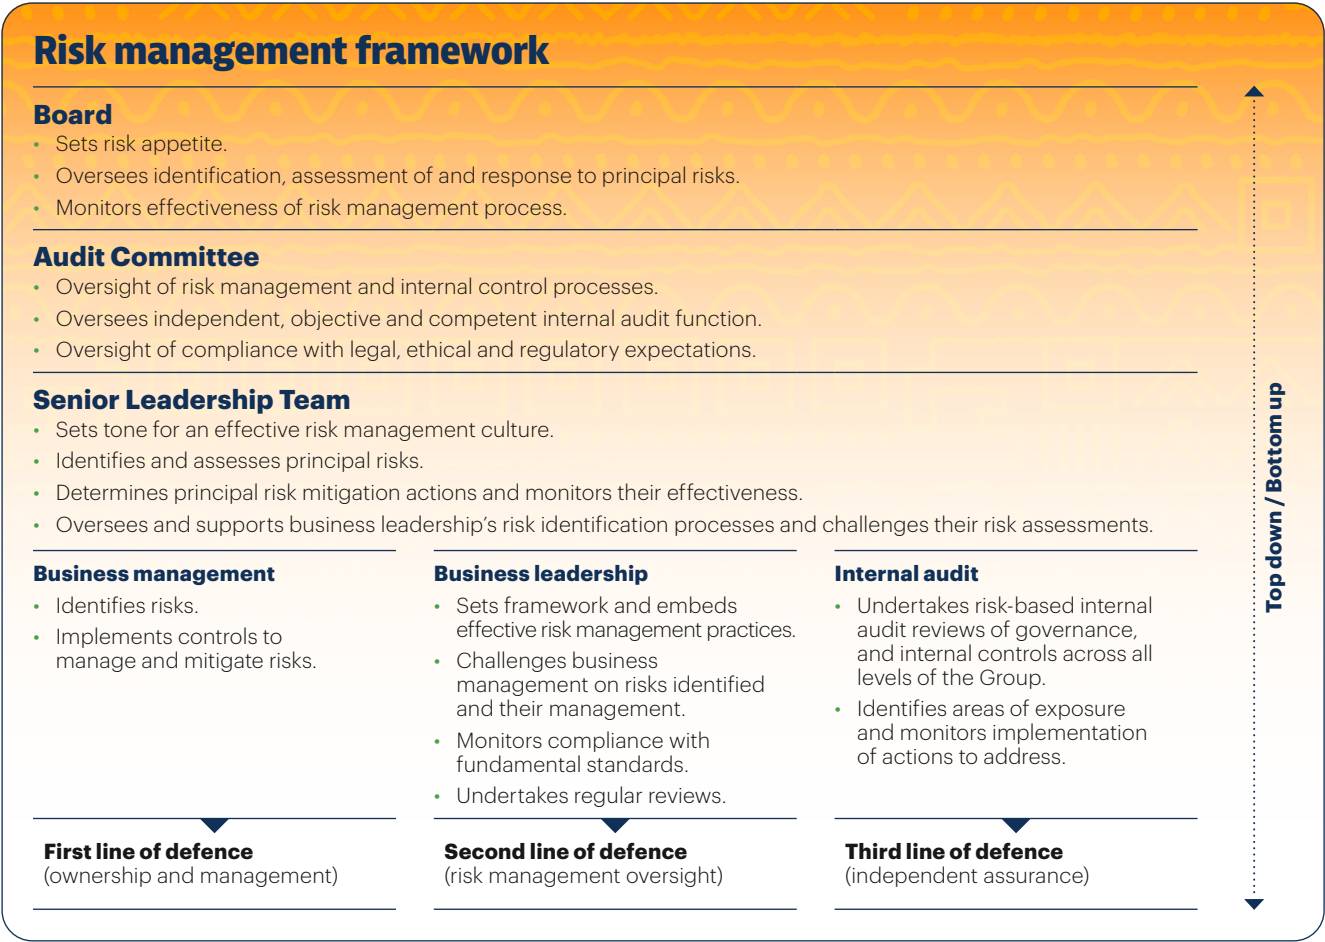 Risk management framework
Board
• Sets risk appetite.
• Oversees identification, assessment of and response to principal risks.
• Monitors effectiveness of risk management process.
Audit Committee
• Oversight of risk management and internal control processes.
• Oversees independent, objective and competent internal audit function.
• Oversight of compliance with legal, ethical and regulatory expectations.
Senior Leadership Team
• Sets tone for an effective risk management culture.
• Identifies and assesses principal risks.
• Determines principal risk mitigation actions and monitors their effectiveness.
• Oversees and supports business leadership's risk identification processes and challenges their risk assessments.
Business management
• Identifies risks.
• Implements controls to
manage and mitigate risks.
First line of defence
(ownership and management)
Business leadership
• Sets framework and embeds
effective risk management practices.
• Challenges business
management on risks identified
and their management.
• Monitors compliance with
fundamental standards.
• Undertakes regular reviews.
Second line of defence
(risk management oversight)
Internal audit
• Undertakes risk-based internal
audit reviews of governance,
and internal controls across all
levels of the Group.
• Identifies areas of exposure
and monitors implementation
of actions to address.
Third line of defence
(independent assurance)
Top down / Bottom up